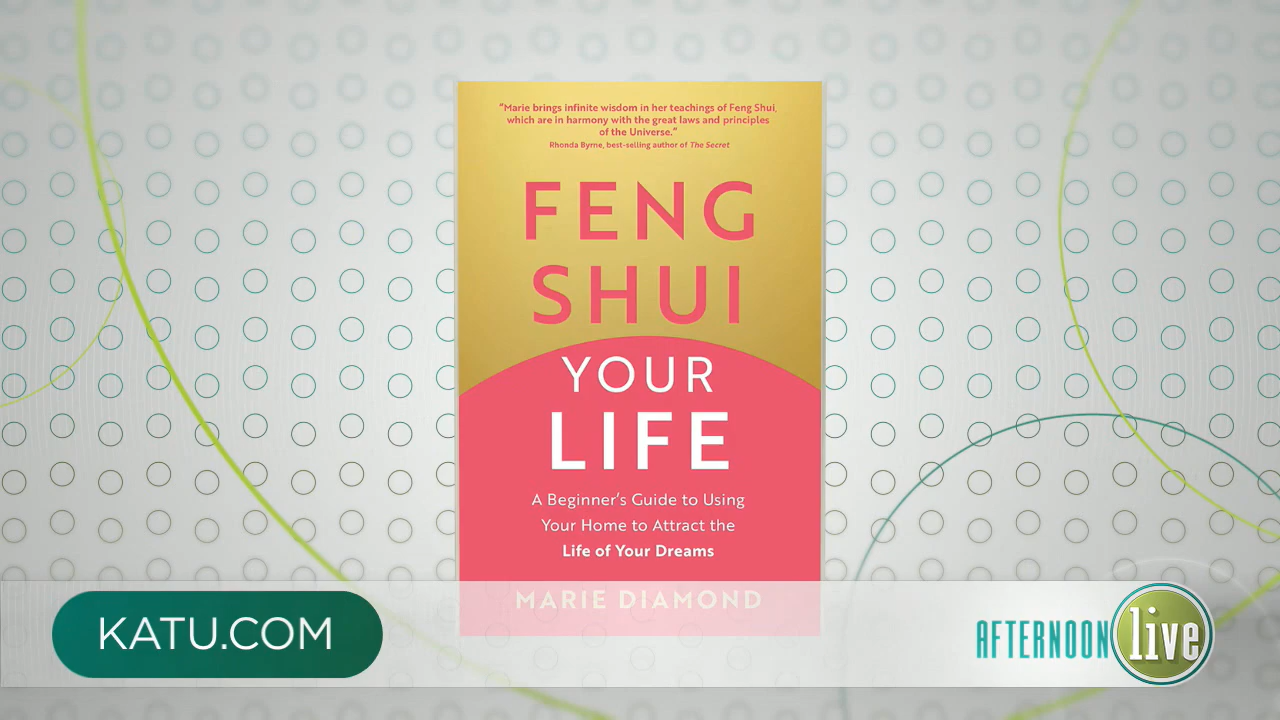 “Marie brings infinite wisdom in her teachings of Feng Shui,
which are in harmony with the great laws and principles
of the Universe.”
Rhonda Byrne, best-selling author of The Secret
FENG
SHUI
YOUR
LIFE
A Beginner’s Guide to Using
Your Home to Attract the
Life of Your Dreams
MARIE DIAMOND
KATU.COM
AFTERNOON live